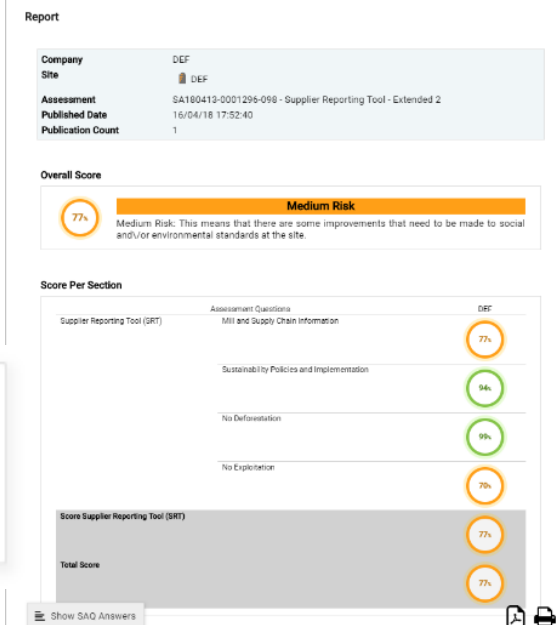 Report
Company DEF
Site DEF
Assessment SA180413-0001296-098 - Supplier Reporting Tool - Extended 2
Published Date 16/04/18 17:52:40
Publication Count 1
Overall Score
77%
Medium Risk
Medium Risk: This means that there are some improvements that need to be made to social
and\/or environmental standards at the site.
Score Per Section
Assessment Questions DEF
Supplier Reporting Tool (SRT) Mill and Supply Chain Information
77%
Sustainability Policies and Implementation
94%
No Deforestation
99%
No Exploitation
70%
Score Supplier Reporting Tool (SRT)
77%
Total Score
77%
Show SAQ Answers